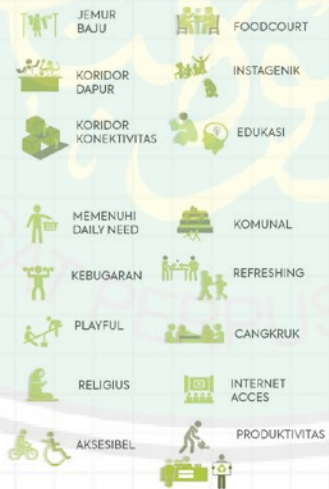 JEMUR
BAJU
FOODCOURT
KORIDOR
DAPUR
INSTAGENIK
KORIDOR
KONEKTIVITAS
EDUKASI
MEMENUHI
DAILY NEED
KOMUNAL
KEBUGARAN
REFRESHING
PLAYFUL
CANGKRUK
RELIGIUS
INTERNET
ACCES
AKSESIBEL
PRODUKTIVITAS